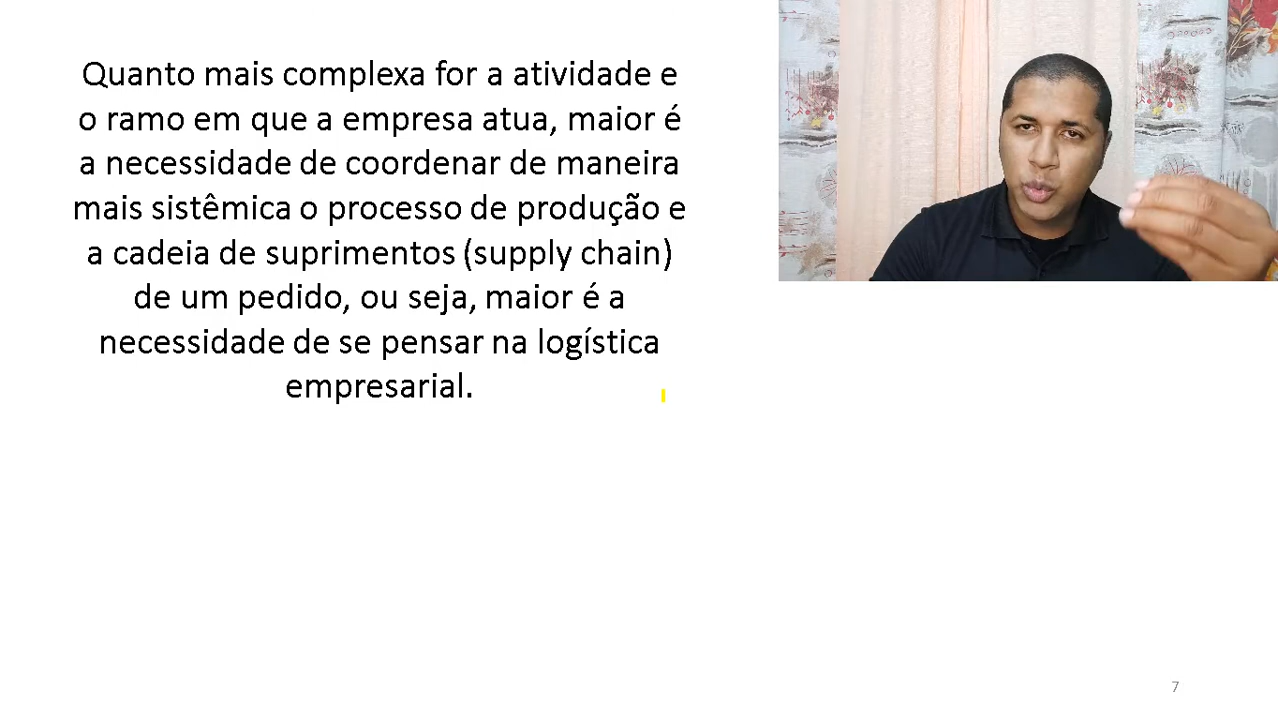 Quanto mais complexa for a atividade e
o ramo em que a empresa atua, maior é
a necessidade de coordenar de maneira
mais sistêmica o processo de produção e
a cadeia de suprimentos (supply chain)
de um pedido, ou seja, maior é a
necessidade de se pensar na logística
empresarial.
7